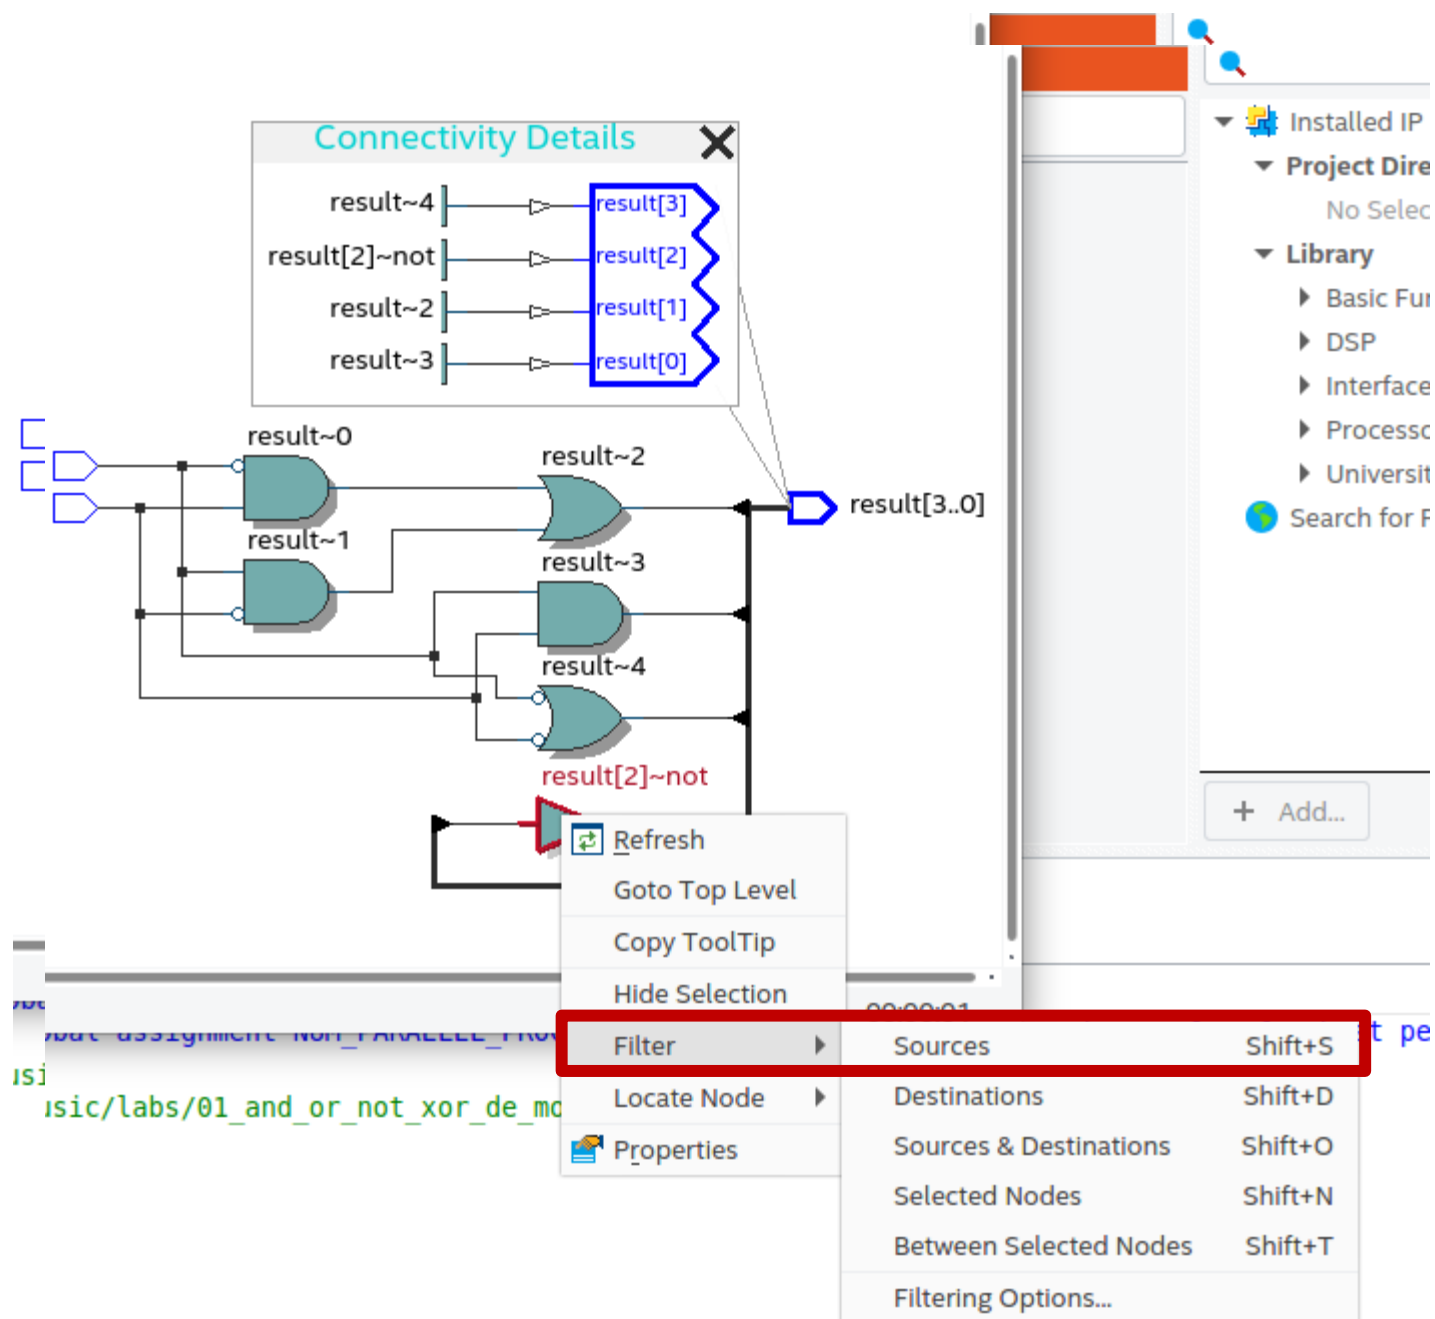 Connectivity Details
result~4
result[3]
result[2]~not
result[2]
result~2
result[1]
result~3
result[0]
result~0
result~2
result[3..0]
result~1
result~3
result~4
result[2]~not
Refresh
Goto Top Level
Copy ToolTip
Hide Selection
Filter
Locate Node
Properties
Sources Shift+S
Destinations Shift+D
Sources & Destinations Shift+O
Selected Nodes Shift+N
Between Selected Nodes Shift+T
Filtering Options...
Installed IP
Project Dire
No Selec
Library
Basic Fu
DSP
Interface
Processo
Universit
Search for
+ Add...
usic/labs/01_and_or_not_xor_de_mo